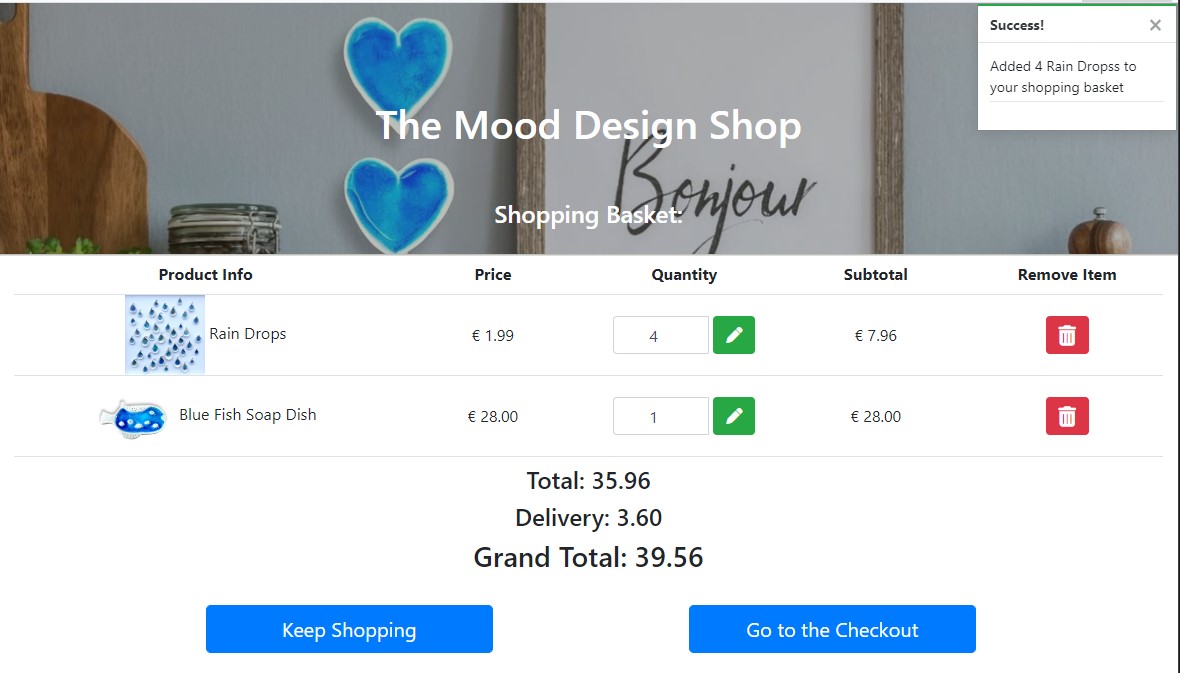 Success! ×
Added 4 Rain Dropss to
your shopping basket
The Mood Design Shop
Bonjour
Shopping Basket:
Product Info Price Quantity Subtotal Remove Item
Rain Drops € 1.99 4 € 7.96
Blue Fish Soap Dish € 28.00 1 € 28.00
Total: 35.96
Delivery: 3.60
Grand Total: 39.56
Keep Shopping Go to the Checkout